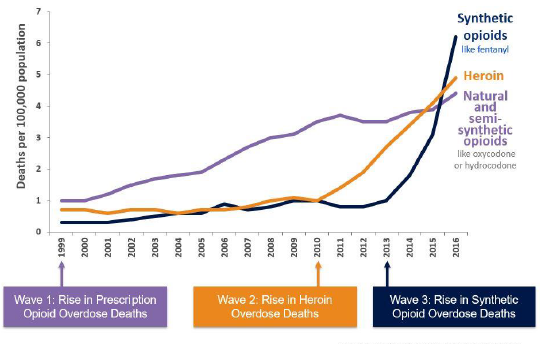 7
6
5
4
3
2
1
0
Deaths per 100,000 population
1999
2000
2001
2002
2003
2004
2005
2006
2007
2008
2009
2010
2011
2012
2013
2014
2015
2016
Synthetic
opioids
like fentanyl
Heroin
Natural
and
semi-
synthetic
opioids
like oxycodone
or hydrocodone
Wave 1: Rise in Prescription
Opioid Overdose Deaths
Wave 2: Rise in Heroin
Overdose Deaths
Wave 3: Rise in Synthetic
Opioid Overdose Deaths